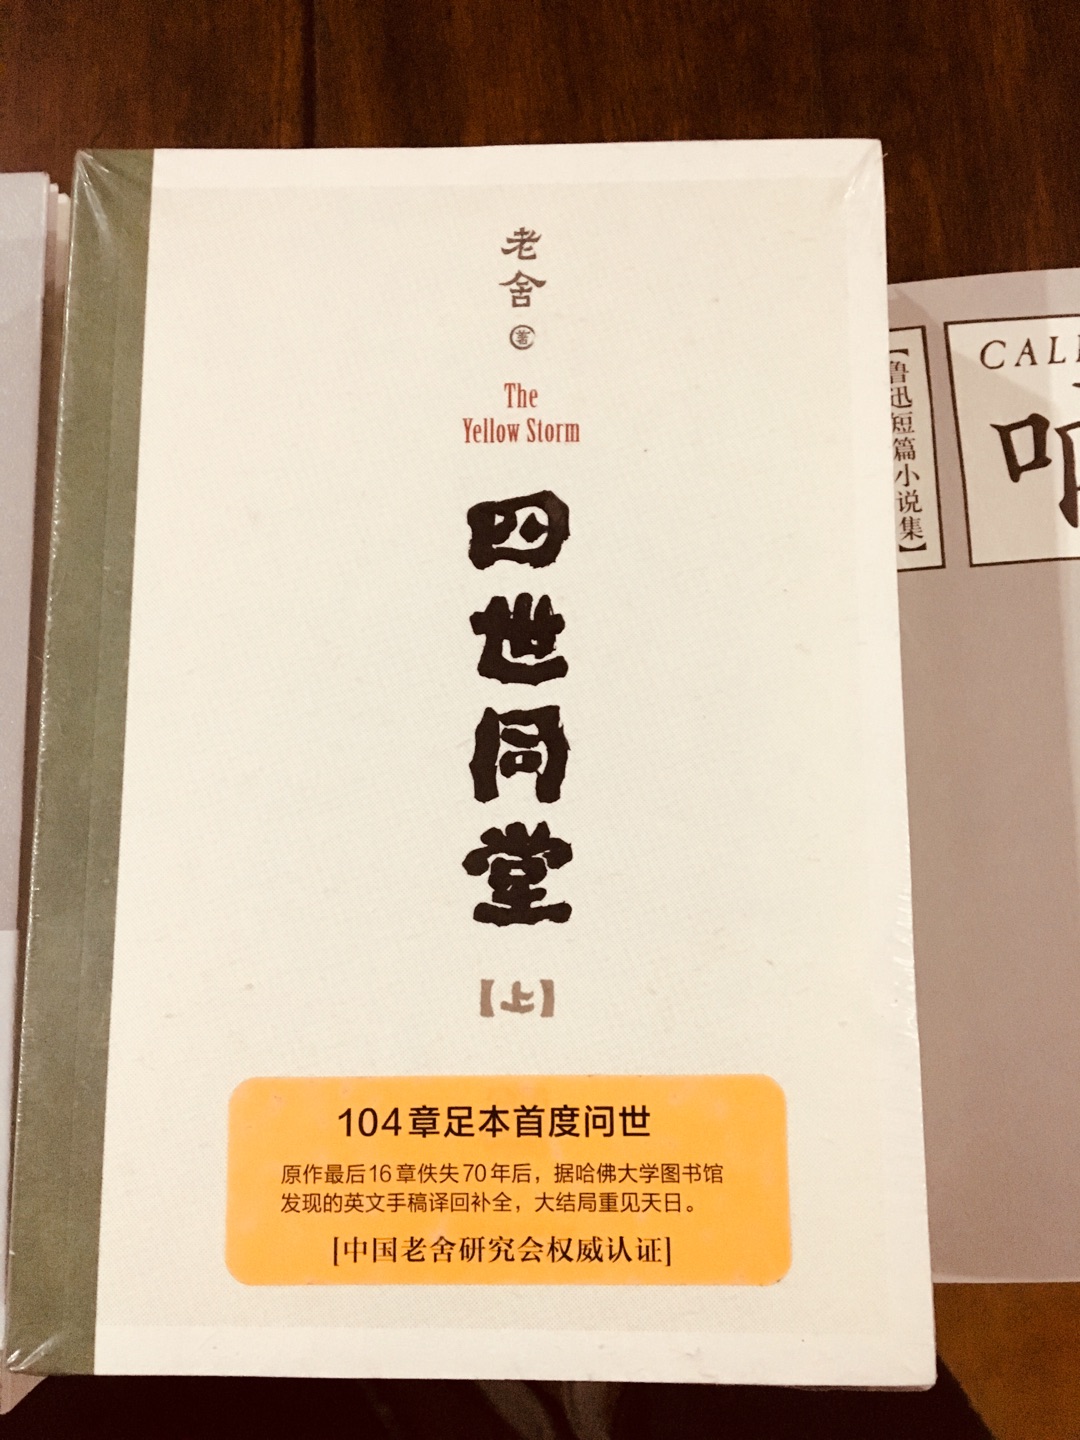 老舍
著
The
Yellow Storm
四世同堂
【上】
104章足本首度问世
原作最后16章佚失70年后，据哈佛大学图书馆
发现的英文手稿译回补全，大结局重见天日。
[中国老舍研究会权威认证]
【鲁迅短篇小说集】
CALL